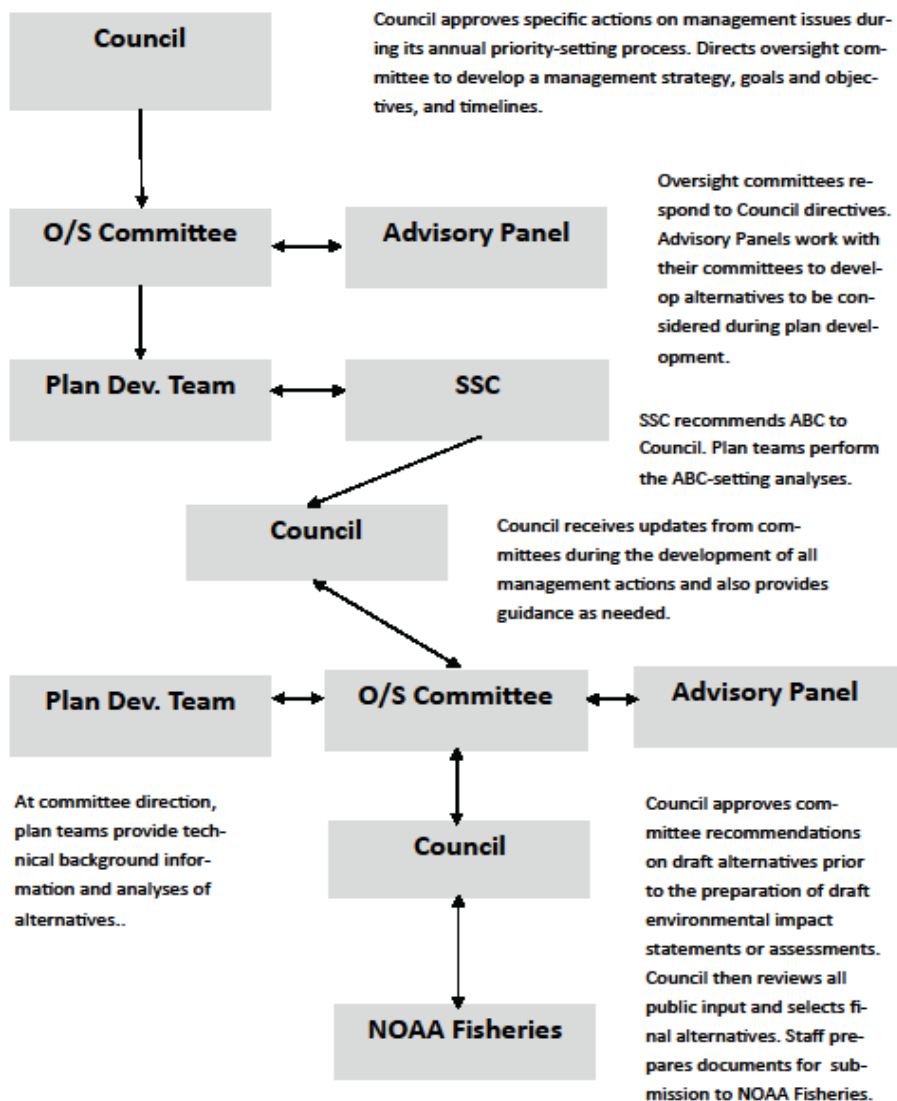 Council
Council approves specific actions on management issues dur-
ing its annual priority-setting process. Directs oversight com-
mittee to develop a management strategy, goals and objec-
tives, and timelines.
O/S Committee
Advisory Panel
Oversight committees re-
spond to Council directives.
Advisory Panels work with
their committees to devel-
op alternatives to be con-
sidered during plan devel-
opment.
Plan Dev. Team
SSC
SSC recommends ABC to
Council. Plan teams perform
the ABC-setting analyses.
Council
Council receives updates from com-
mittees during the development of all
management actions and also provides
guidance as needed.
Plan Dev. Team
O/S Committee
Advisory Panel
At committee direction,
plan teams provide tech-
nical background infor-
mation and analyses of
alternatives..
Council
Council approves com-
mittee recommendations
on draft alternatives prior
to the preparation of draft
environmental impact
statements or assessments.
Council then reviews all
public input and selects fi-
nal alternatives. Staff pre-
pares documents for sub-
mission to NOAA Fisheries.
NOAA Fisheries